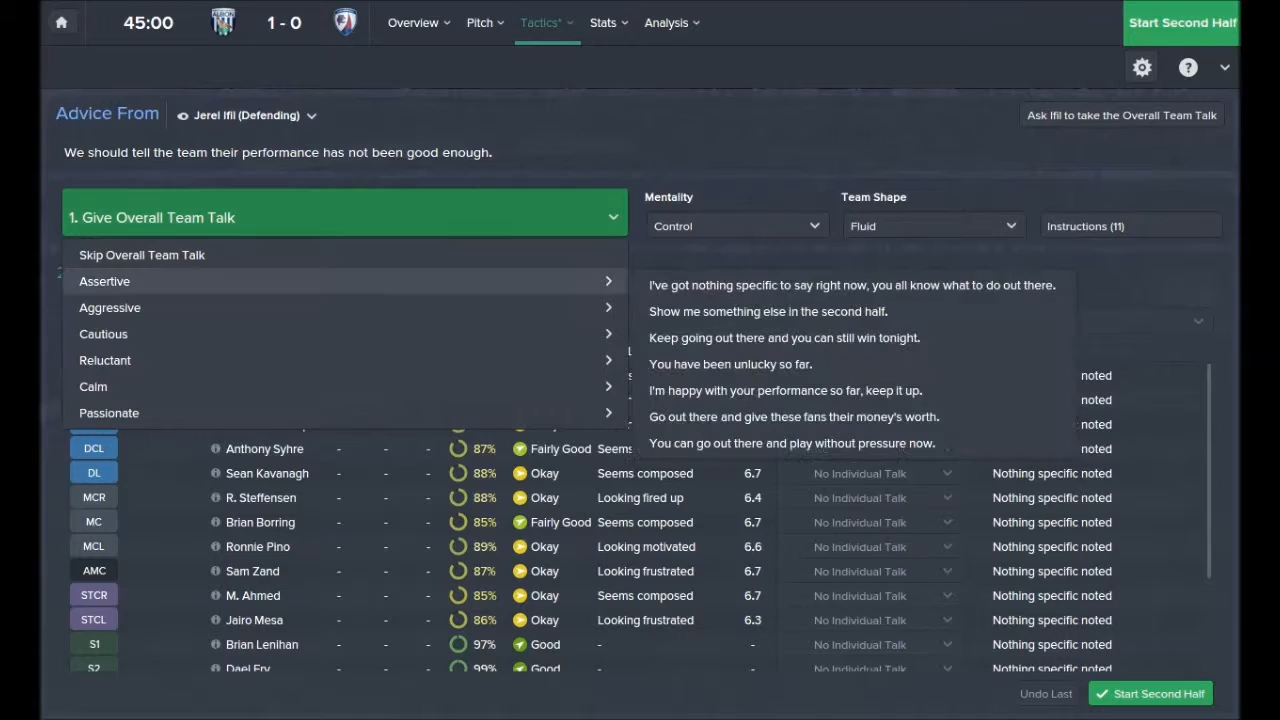 45:00 1 - 0 Overview Pitch Tactics* Stats Analysis Start Second Half
Advice From Jerel Ifil (Defending) Ask Ifil to take the Overall Team Talk
We should tell the team their performance has not been good enough.
Mentality Team Shape
1. Give Overall Team Talk Control Fluid Instructions (11)
Skip Overall Team Talk
Assertive
Aggressive
Cautious
Reluctant
Calm
Passionate
I've got nothing specific to say right now, you all know what to do out there.
Show me something else in the second half.
Keep going out there and you can still win tonight.
You have been unlucky so far.
I'm happy with your performance so far, keep it up.
Go out there and give these fans their money's worth.
You can go out there and play without pressure now.
noted
noted
noted
DCL Anthony Syhre - - - 87% Fairly Good Seems noted
DL Sean Kavanagh - - - 88% Okay Seems composed 6.7 No Individual Talk Nothing specific noted
MCR R. Steffensen - - - 88% Okay Looking fired up 6.4 No Individual Talk Nothing specific noted
MC Brian Borring - - - 85% Fairly Good Seems composed 6.7 No Individual Talk Nothing specific noted
MCL Ronnie Pino - - - 89% Okay Looking motivated 6.6 No Individual Talk Nothing specific noted
AMC Sam Zand - - - 87% Okay Looking frustrated 6.7 No Individual Talk Nothing specific noted
STCR M. Ahmed - - - 85% Okay Seems composed 6.7 No Individual Talk Nothing specific noted
STCL Jairo Mesa - - - 86% Okay Looking frustrated 6.3 No Individual Talk Nothing specific noted
S1 Brian Lenihan - - - 97% Good - - No Individual Talk Nothing specific noted
S2 Dael Fry - - - 99% Good - - No Individual Talk Nothing specific noted
Undo Last Start Second Half